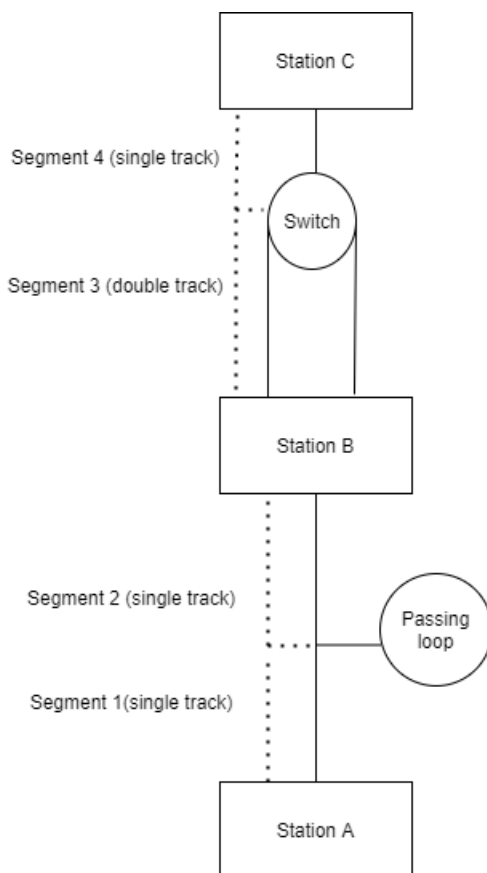 Station C
Segment 4 (single track)
Switch
Segment 3 (double track)
Station B
Segment 2 (single track)
Passing
loop
Segment 1(single track)
Station A